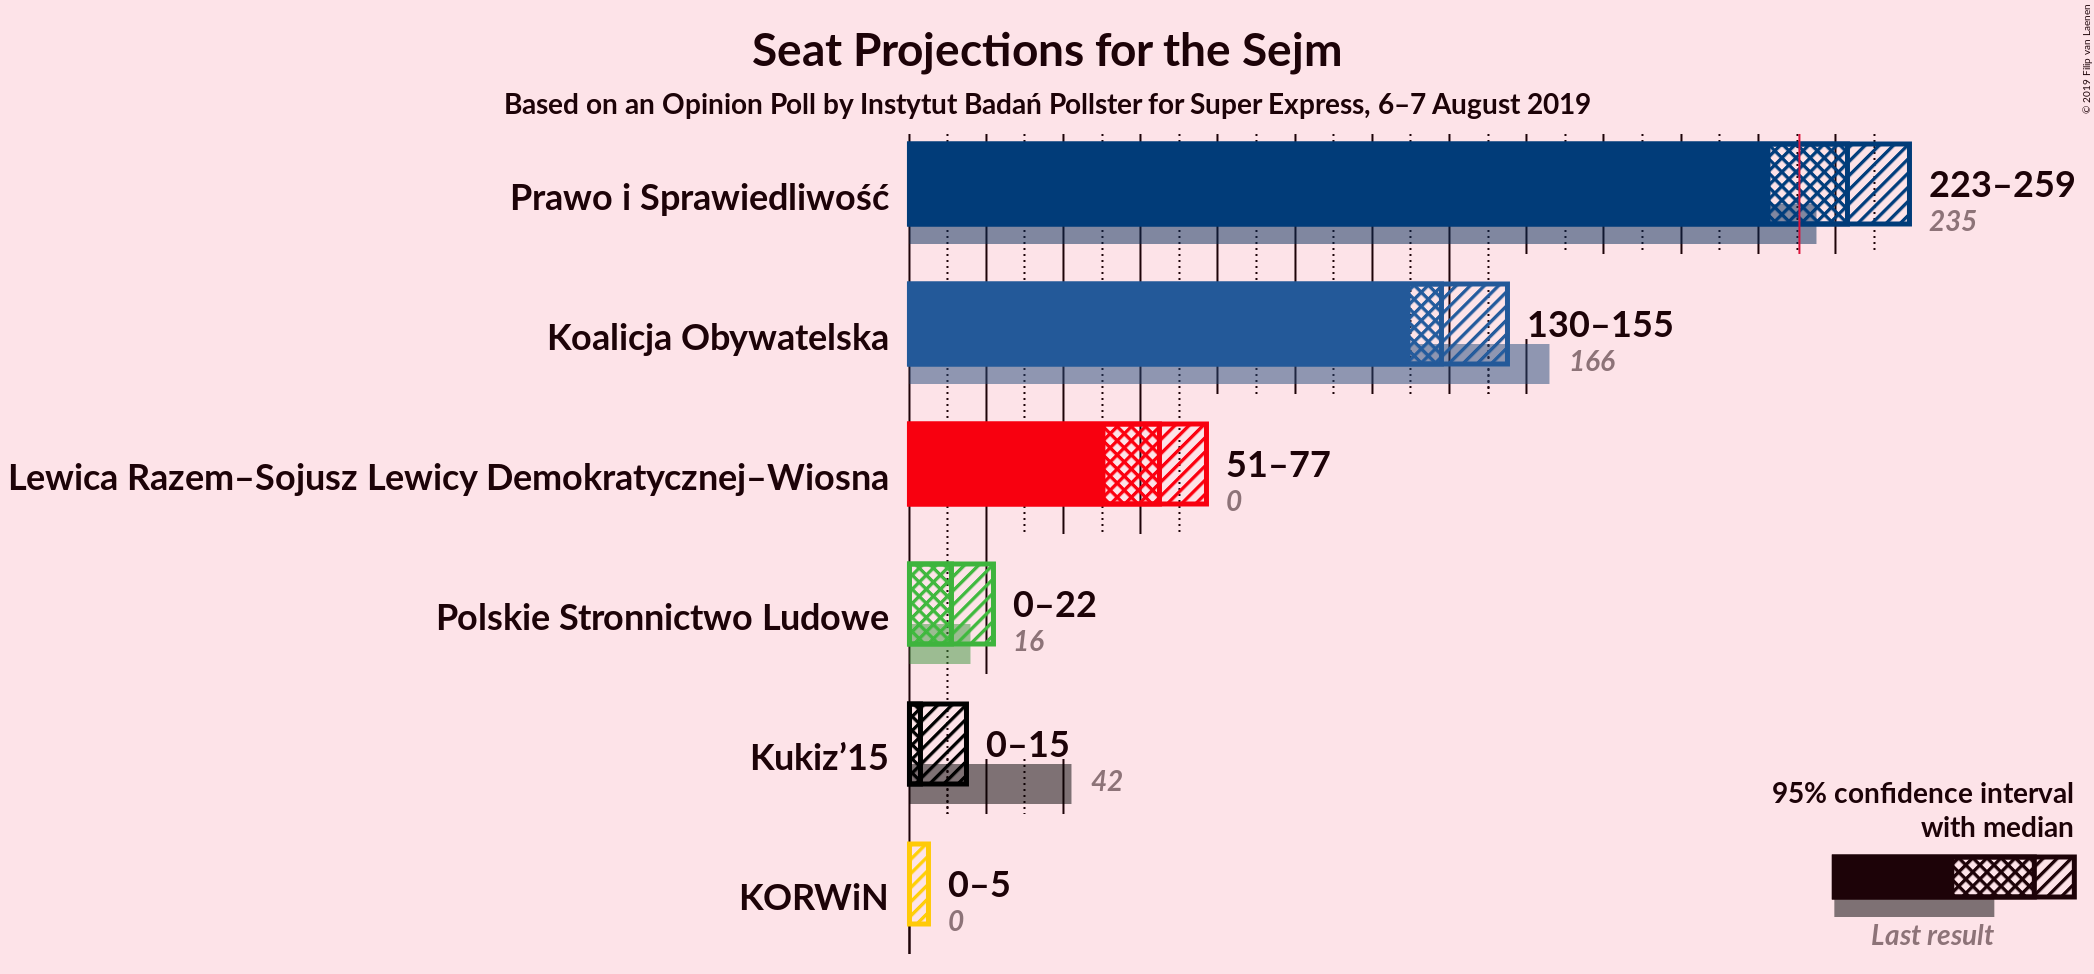 Seat Projections for the Sejm
Based on an Opinion Poll by Instytut Badań Pollster for Super Express, 6–7 August 2019
© 2019 Filip van Laenen
Prawo i Sprawiedliwość
223–259
235
Koalicja Obywatelska
130–155
166
Lewica Razem–Sojusz Lewicy Demokratycznej–Wiosna
51–77
0
Polskie Stronnictwo Ludowe
0–22
16
Kukiz’15
0–15
42
KORWiN
0–5
0
95% confidence interval
with median
Last result